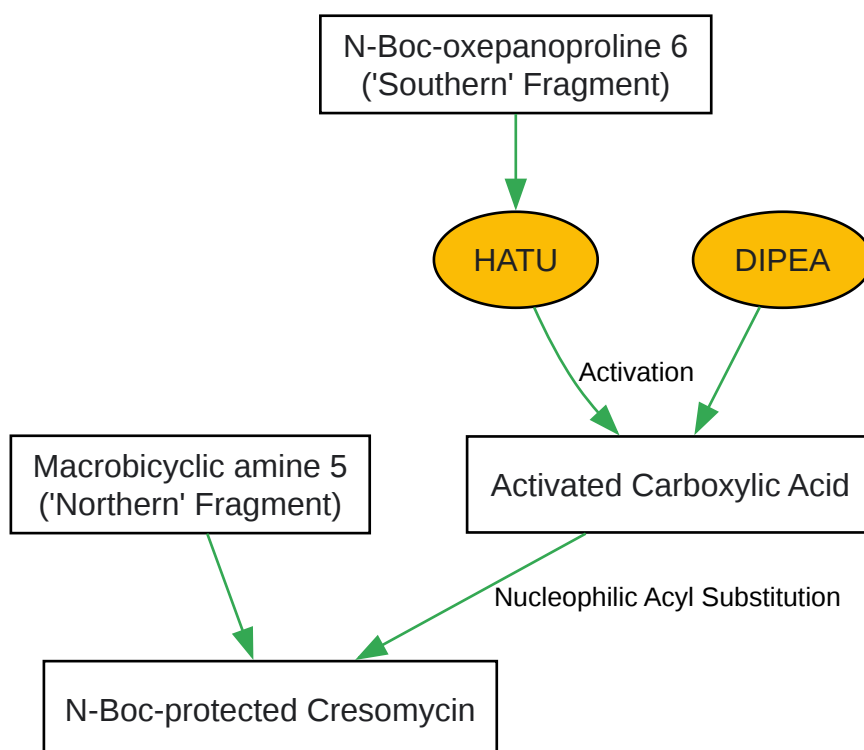 N-Boc-oxepanoproline 6
('Southern' Fragment)
HATU
DIPEA
Activation
Macrobicyclic amine 5
('Northern' Fragment)
Activated Carboxylic Acid
Nucleophilic Acyl Substitution
N-Boc-protected Cresomycin